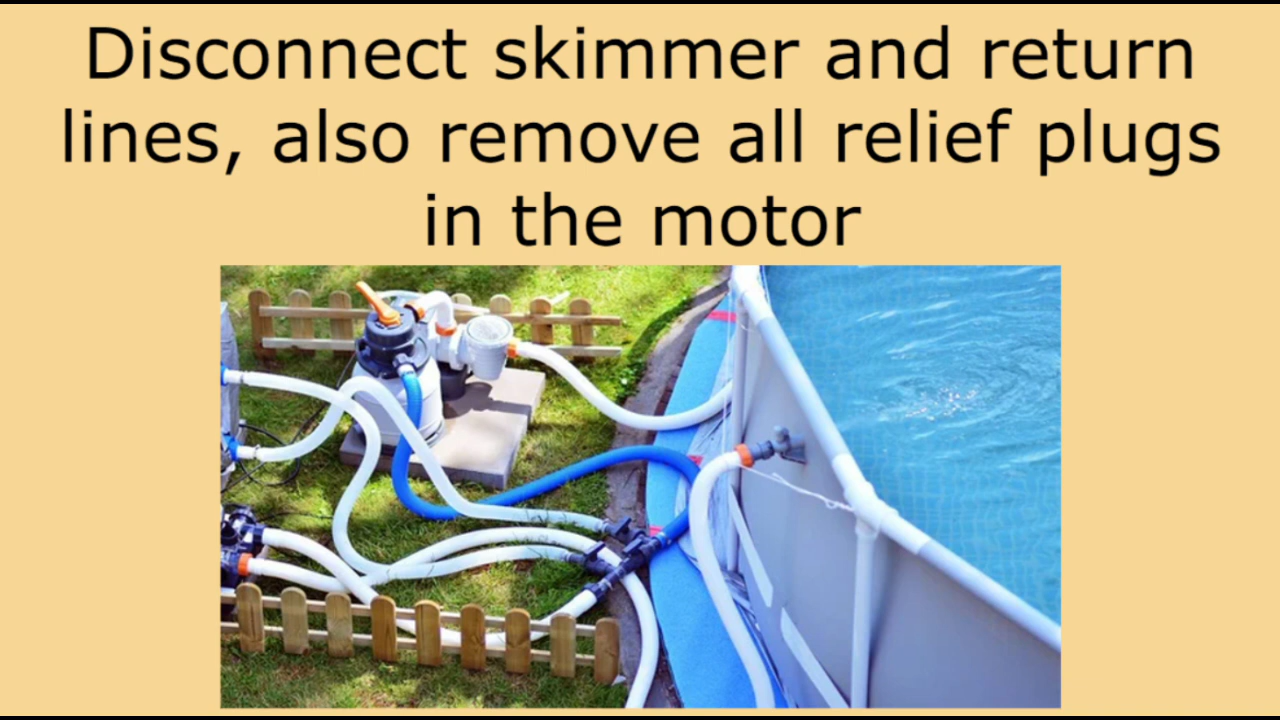 Disconnect skimmer and return
lines, also remove all relief plugs
in the motor